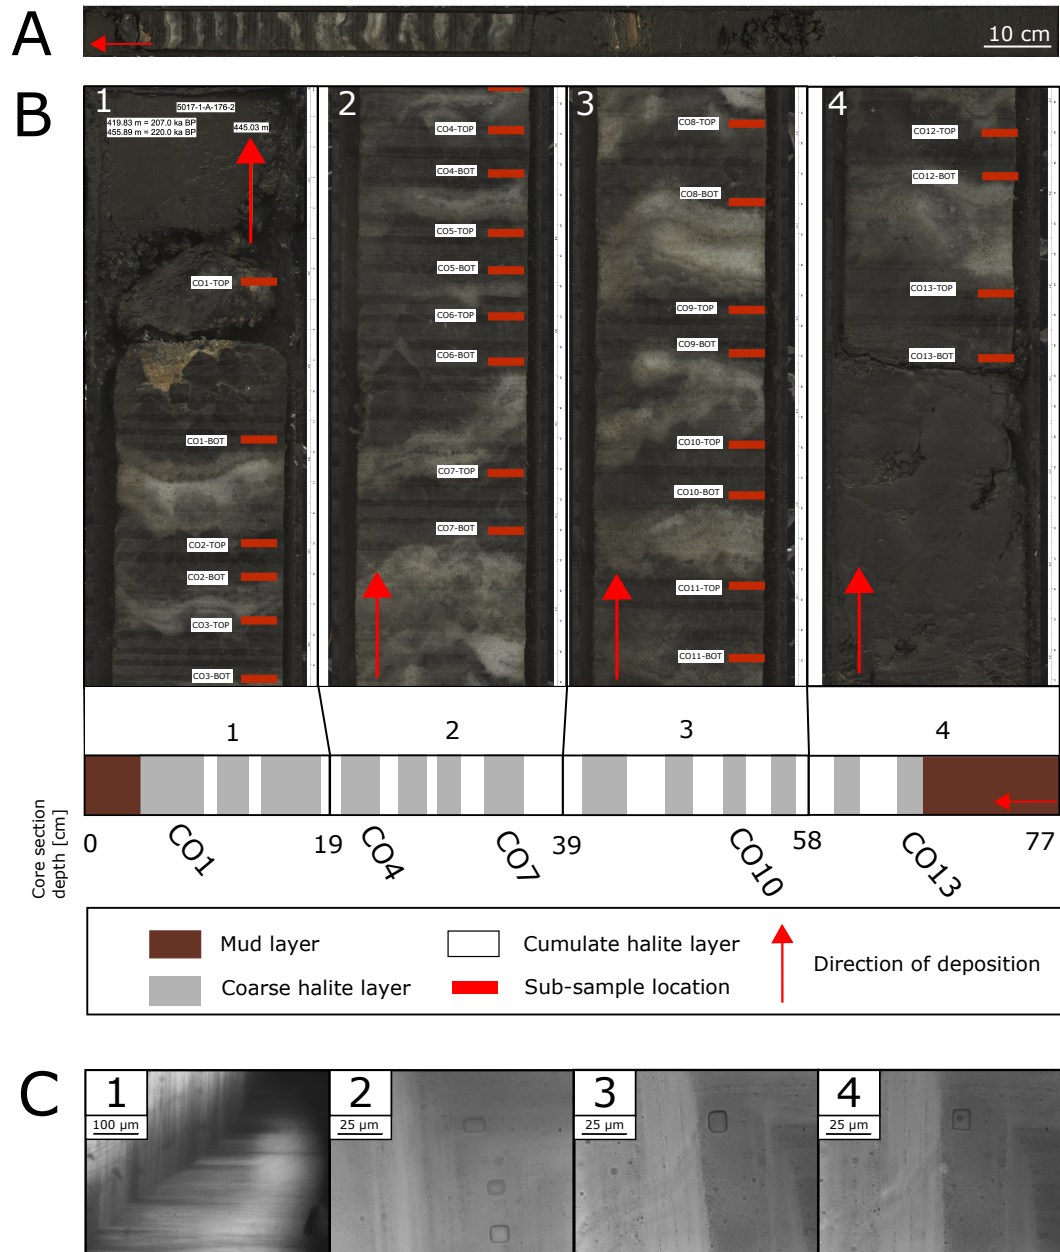 A
10 cm
B
1
5017-1-A-176-2
419.83 m = 207.0 ka BP
455.89 m = 220.0 ka BP
445.03 m
CO1-TOP
CO1-BOT
CO2-TOP
CO2-BOT
CO3-TOP
CO3-BOT
2
CO4-TOP
CO4-BOT
CO5-TOP
CO5-BOT
CO6-TOP
CO6-BOT
CO7-TOP
CO7-BOT
3
CO8-TOP
CO8-BOT
CO9-TOP
CO9-BOT
CO10-TOP
CO10-BOT
CO11-TOP
CO11-BOT
4
CO12-TOP
CO12-BOT
CO13-TOP
CO13-BOT
1
2
3
4
Core section
depth [cm]
0
19
39
58
77
CO1
CO4
CO7
CO10
CO13
Mud layer
Cumulate halite layer
Direction of deposition
Coarse halite layer
Sub-sample location
C
1
100 µm
2
25 µm
3
25 µm
4
25 µm